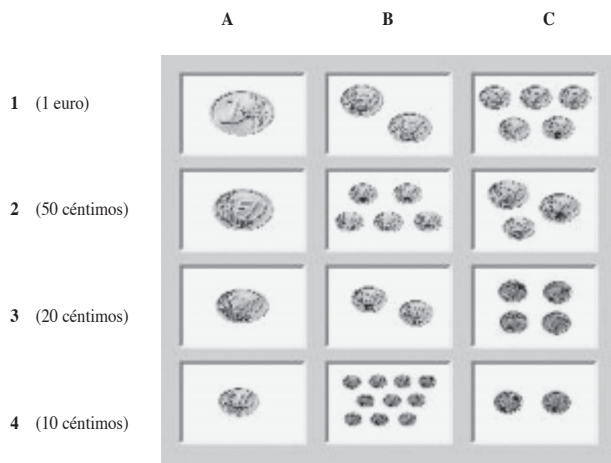 A B C
1 (1 euro)
2 (50 céntimos)
3 (20 céntimos)
4 (10 céntimos)